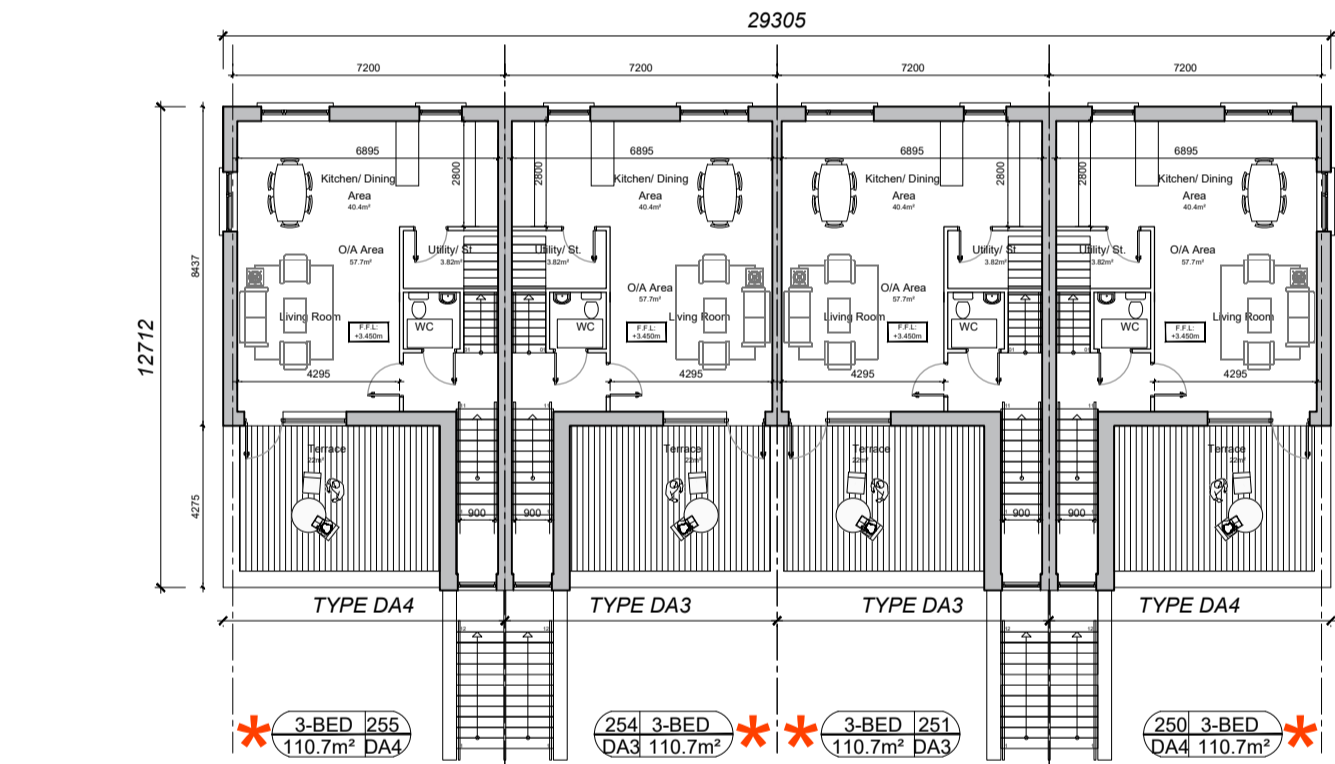 29305
7200 7200 7200 7200
12712
8437
4275
6895 6895 6895 6895
2800 2800 2800 2800
Kitchen/ Dining Area 40.4m²
Kitchen/ Dining Area 40.4m²
Kitchen/ Dining Area 40.4m²
Kitchen/ Dining Area 40.4m²
O/A Area 57.7m²
Utility/ St. 3.82m²
Utility/ St. 3.82m²
O/A Area 57.7m²
O/A Area 57.7m²
Utility/ St. 3.82m²
Utility/ St. 3.82m²
O/A Area 57.7m²
Living Room
F.F.L: +3.450m
WC
WC
F.F.L: +3.450m
Living Room
Living Room
F.F.L: +3.450m
WC
WC
F.F.L: +3.450m
Living Room
4295 4295 4295 4295
Terrace 22m²
Terrace 22m²
Terrace 22m²
Terrace 22m²
900 900 900 900
TYPE DA4 TYPE DA3 TYPE DA3 TYPE DA4
3-BED 255
110.7m² DA4
254 3-BED
DA3 110.7m²
3-BED 251
110.7m² DA3
250 3-BED
DA4 110.7m²